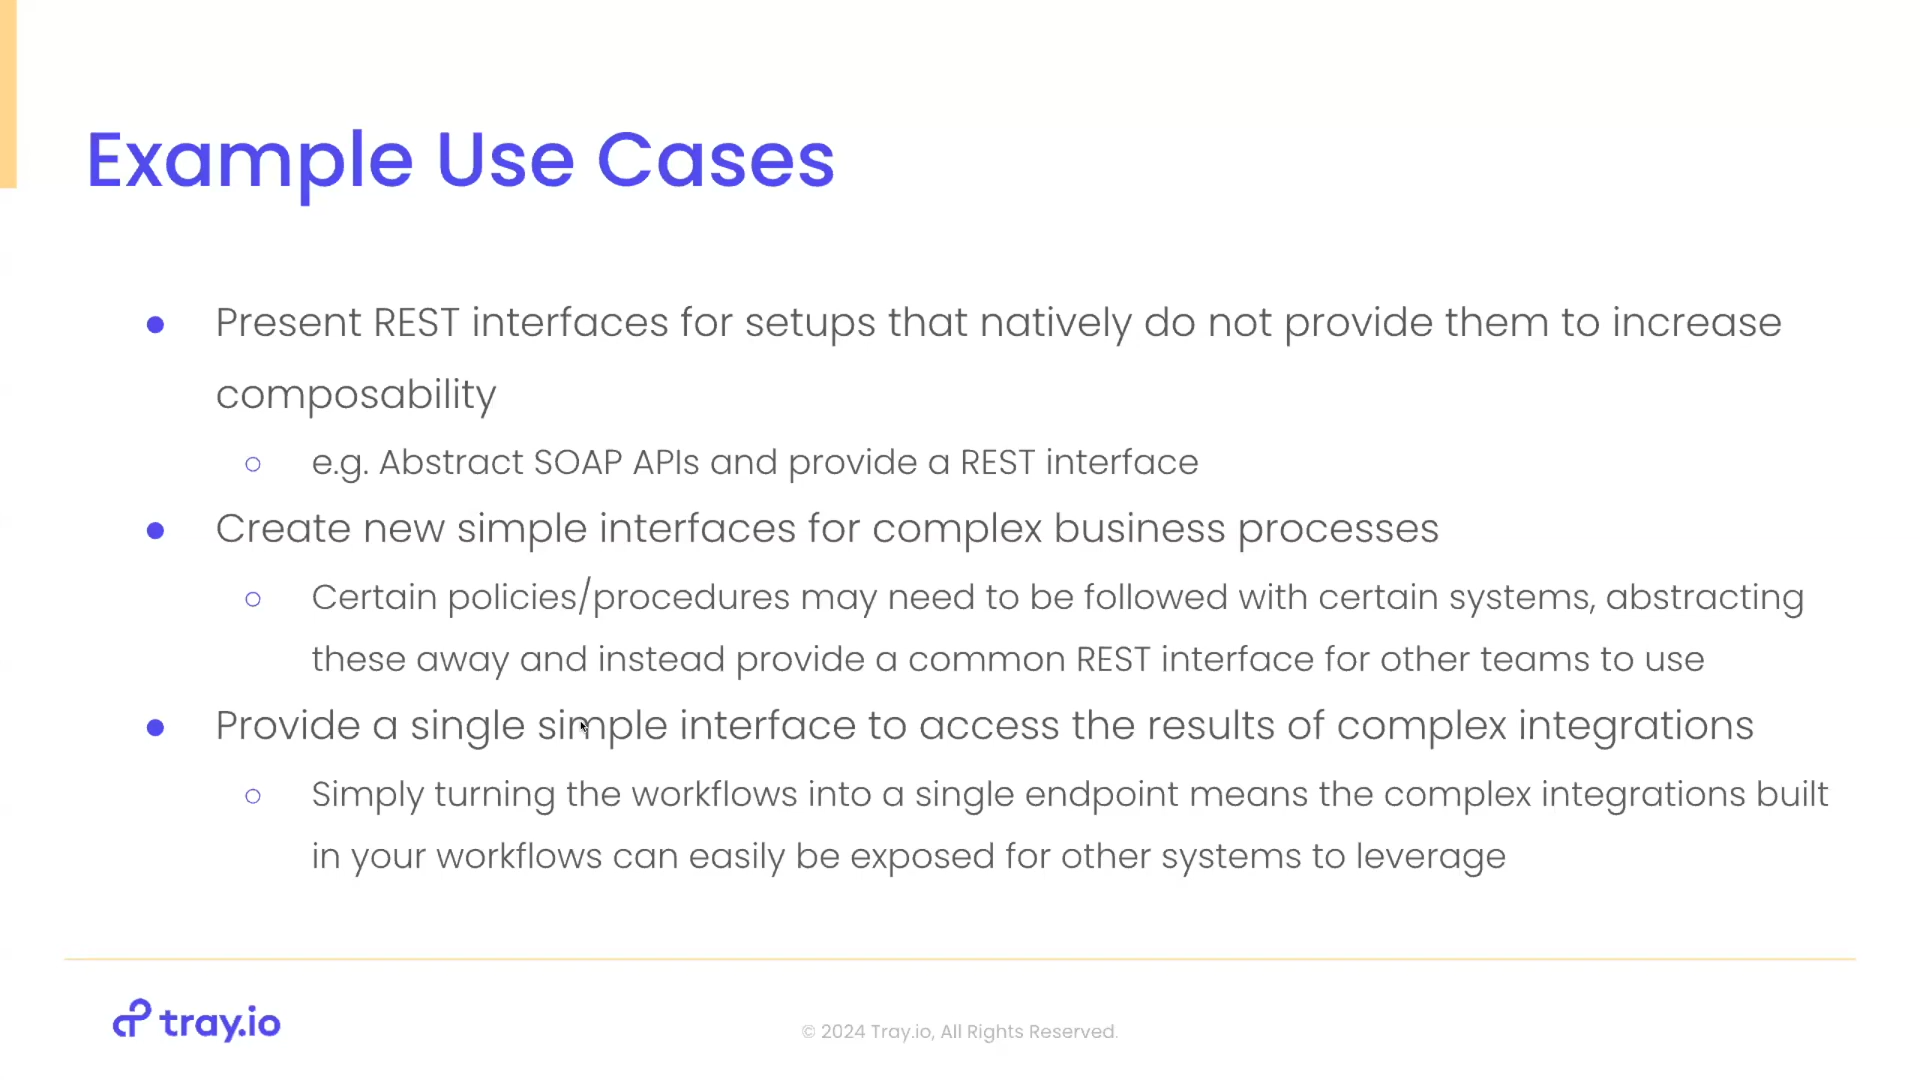 Example Use Cases
● Present REST interfaces for setups that natively do not provide them to increase
composability
○ e.g. Abstract SOAP APIs and provide a REST interface
● Create new simple interfaces for complex business processes
○ Certain policies/procedures may need to be followed with certain systems, abstracting
these away and instead provide a common REST interface for other teams to use
● Provide a single simple interface to access the results of complex integrations
○ Simply turning the workflows into a single endpoint means the complex integrations built
in your workflows can easily be exposed for other systems to leverage
tray.io
© 2024 Tray.io, All Rights Reserved.